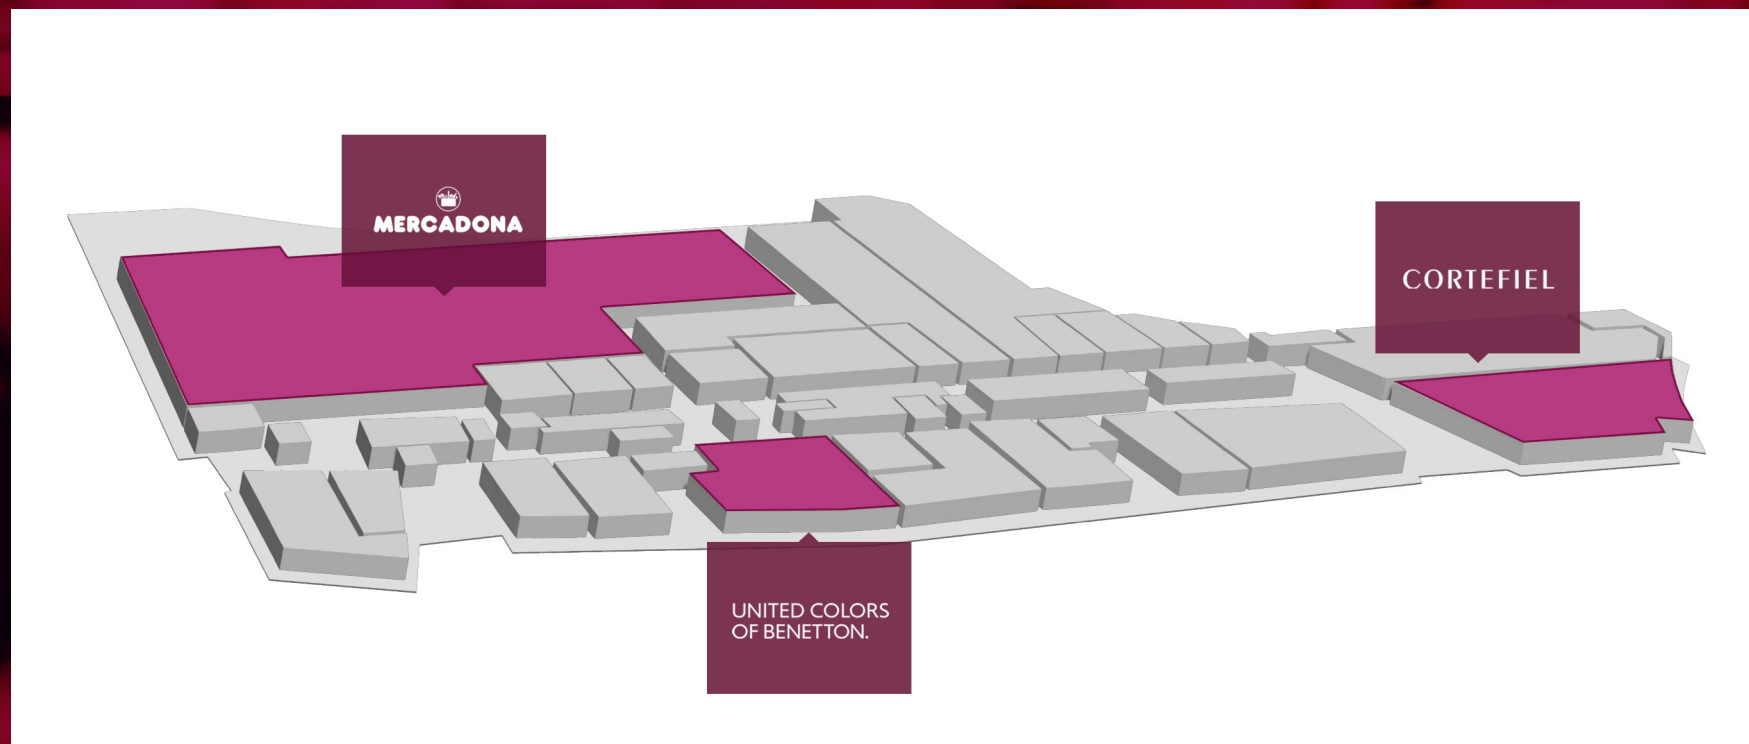 MERCADONA
CORTEFIEL
UNITED COLORS
OF BENETTON.